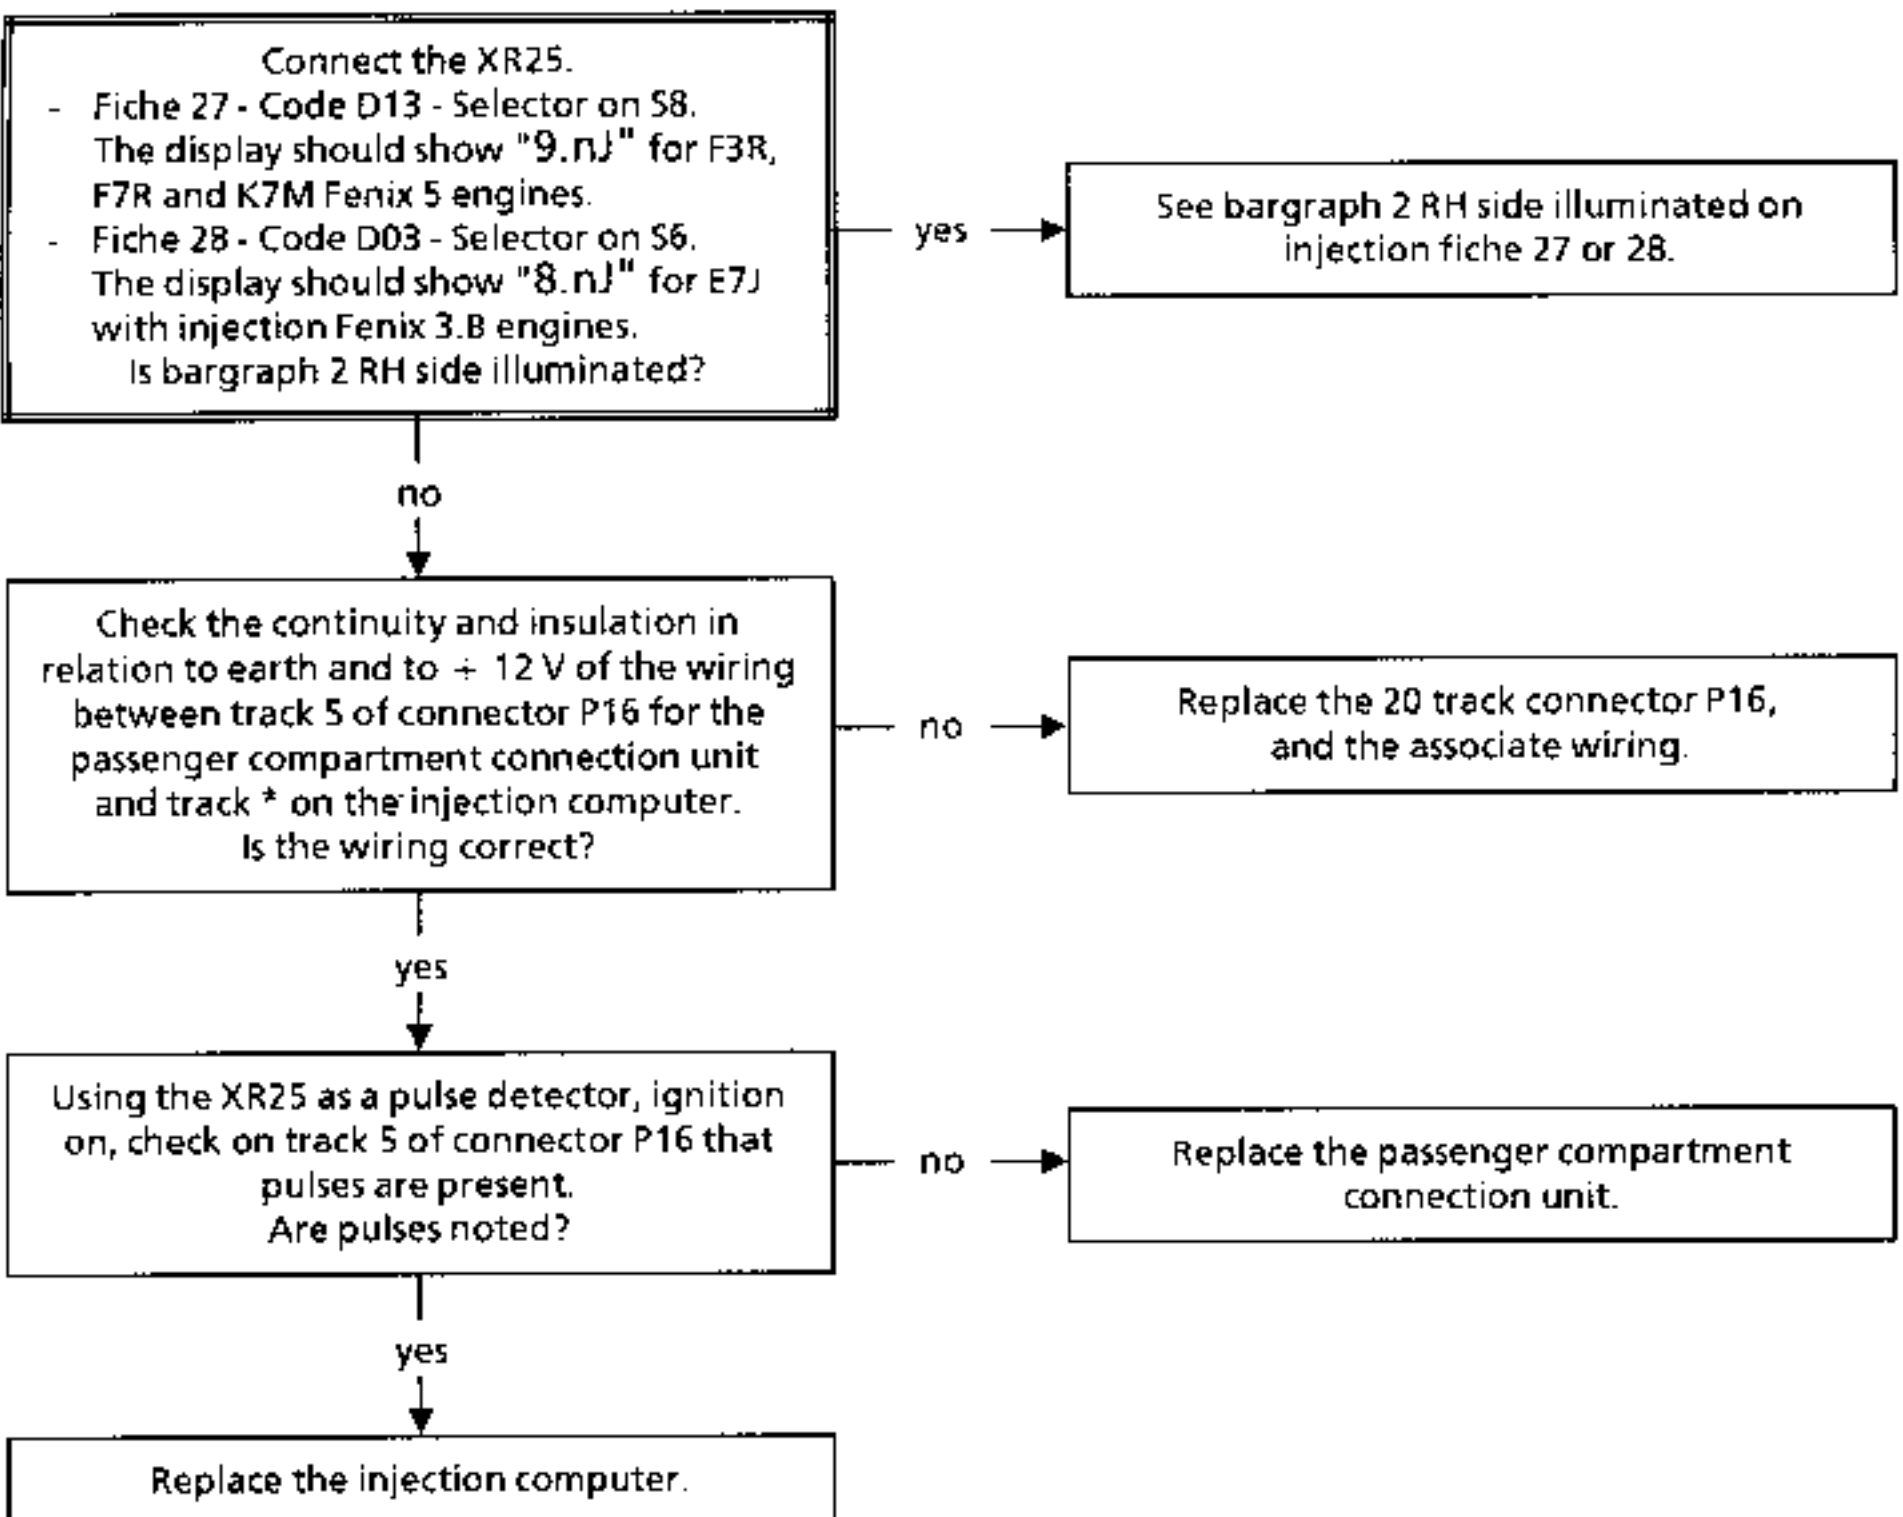 Connect the XR25.
- Fiche 27 - Code D13 - Selector on S8.
The display should show "9.nJ" for F3R,
F7R and K7M Fenix 5 engines.
- Fiche 28 - Code D03 - Selector on S6.
The display should show "8.nJ" for E7J
with injection Fenix 3.B engines.
Is bargraph 2 RH side illuminated?
yes
See bargraph 2 RH side illuminated on
injection fiche 27 or 28.
no
Check the continuity and insulation in
relation to earth and to + 12 V of the wiring
between track 5 of connector P16 for the
passenger compartment connection unit
and track * on the injection computer.
Is the wiring correct?
no
Replace the 20 track connector P16,
and the associate wiring.
yes
Using the XR25 as a pulse detector, ignition
on, check on track 5 of connector P16 that
pulses are present.
Are pulses noted?
no
Replace the passenger compartment
connection unit.
yes
Replace the injection computer.